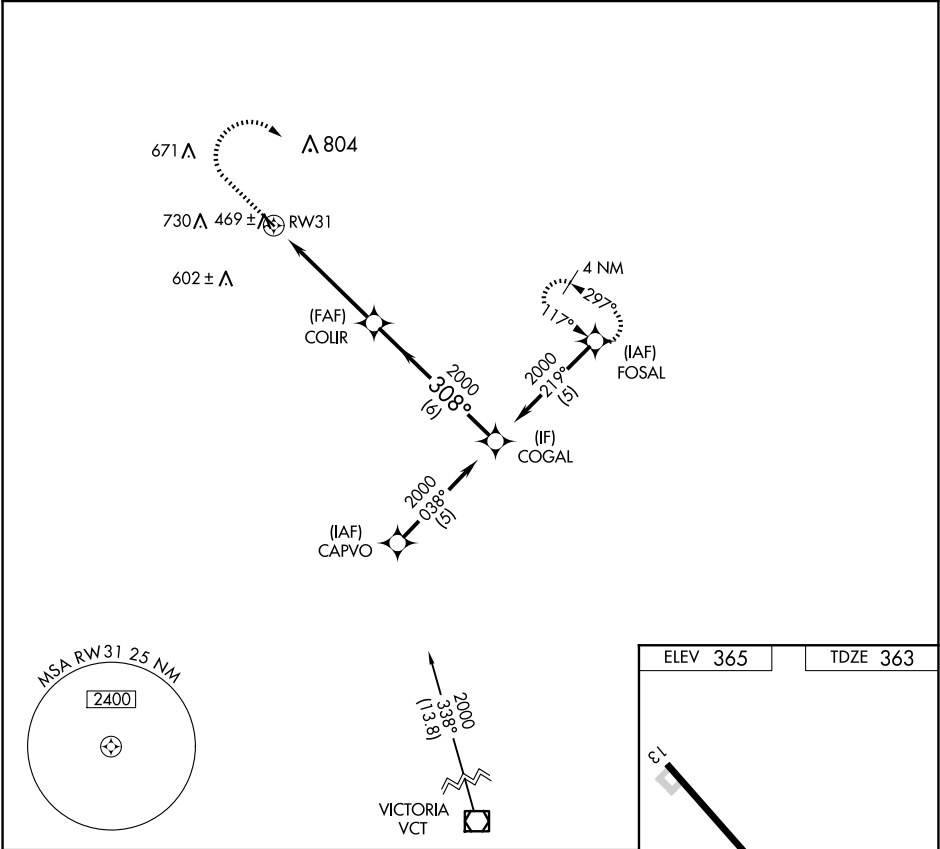 671
804
730
469 ±
RW31
602 ±
4 NM
297°
117°
(FAF)
COLIR
(IAF)
FOSAL
2000
219°
(5)
2000
308°
(6)
(IF)
COGAL
2000
038°
(5)
(IAF)
CAPVO
MSA RW31 25 NM
2400
2000
338°
(13.8)
VICTORIA
VCT
ELEV 365
TDZE 363
13